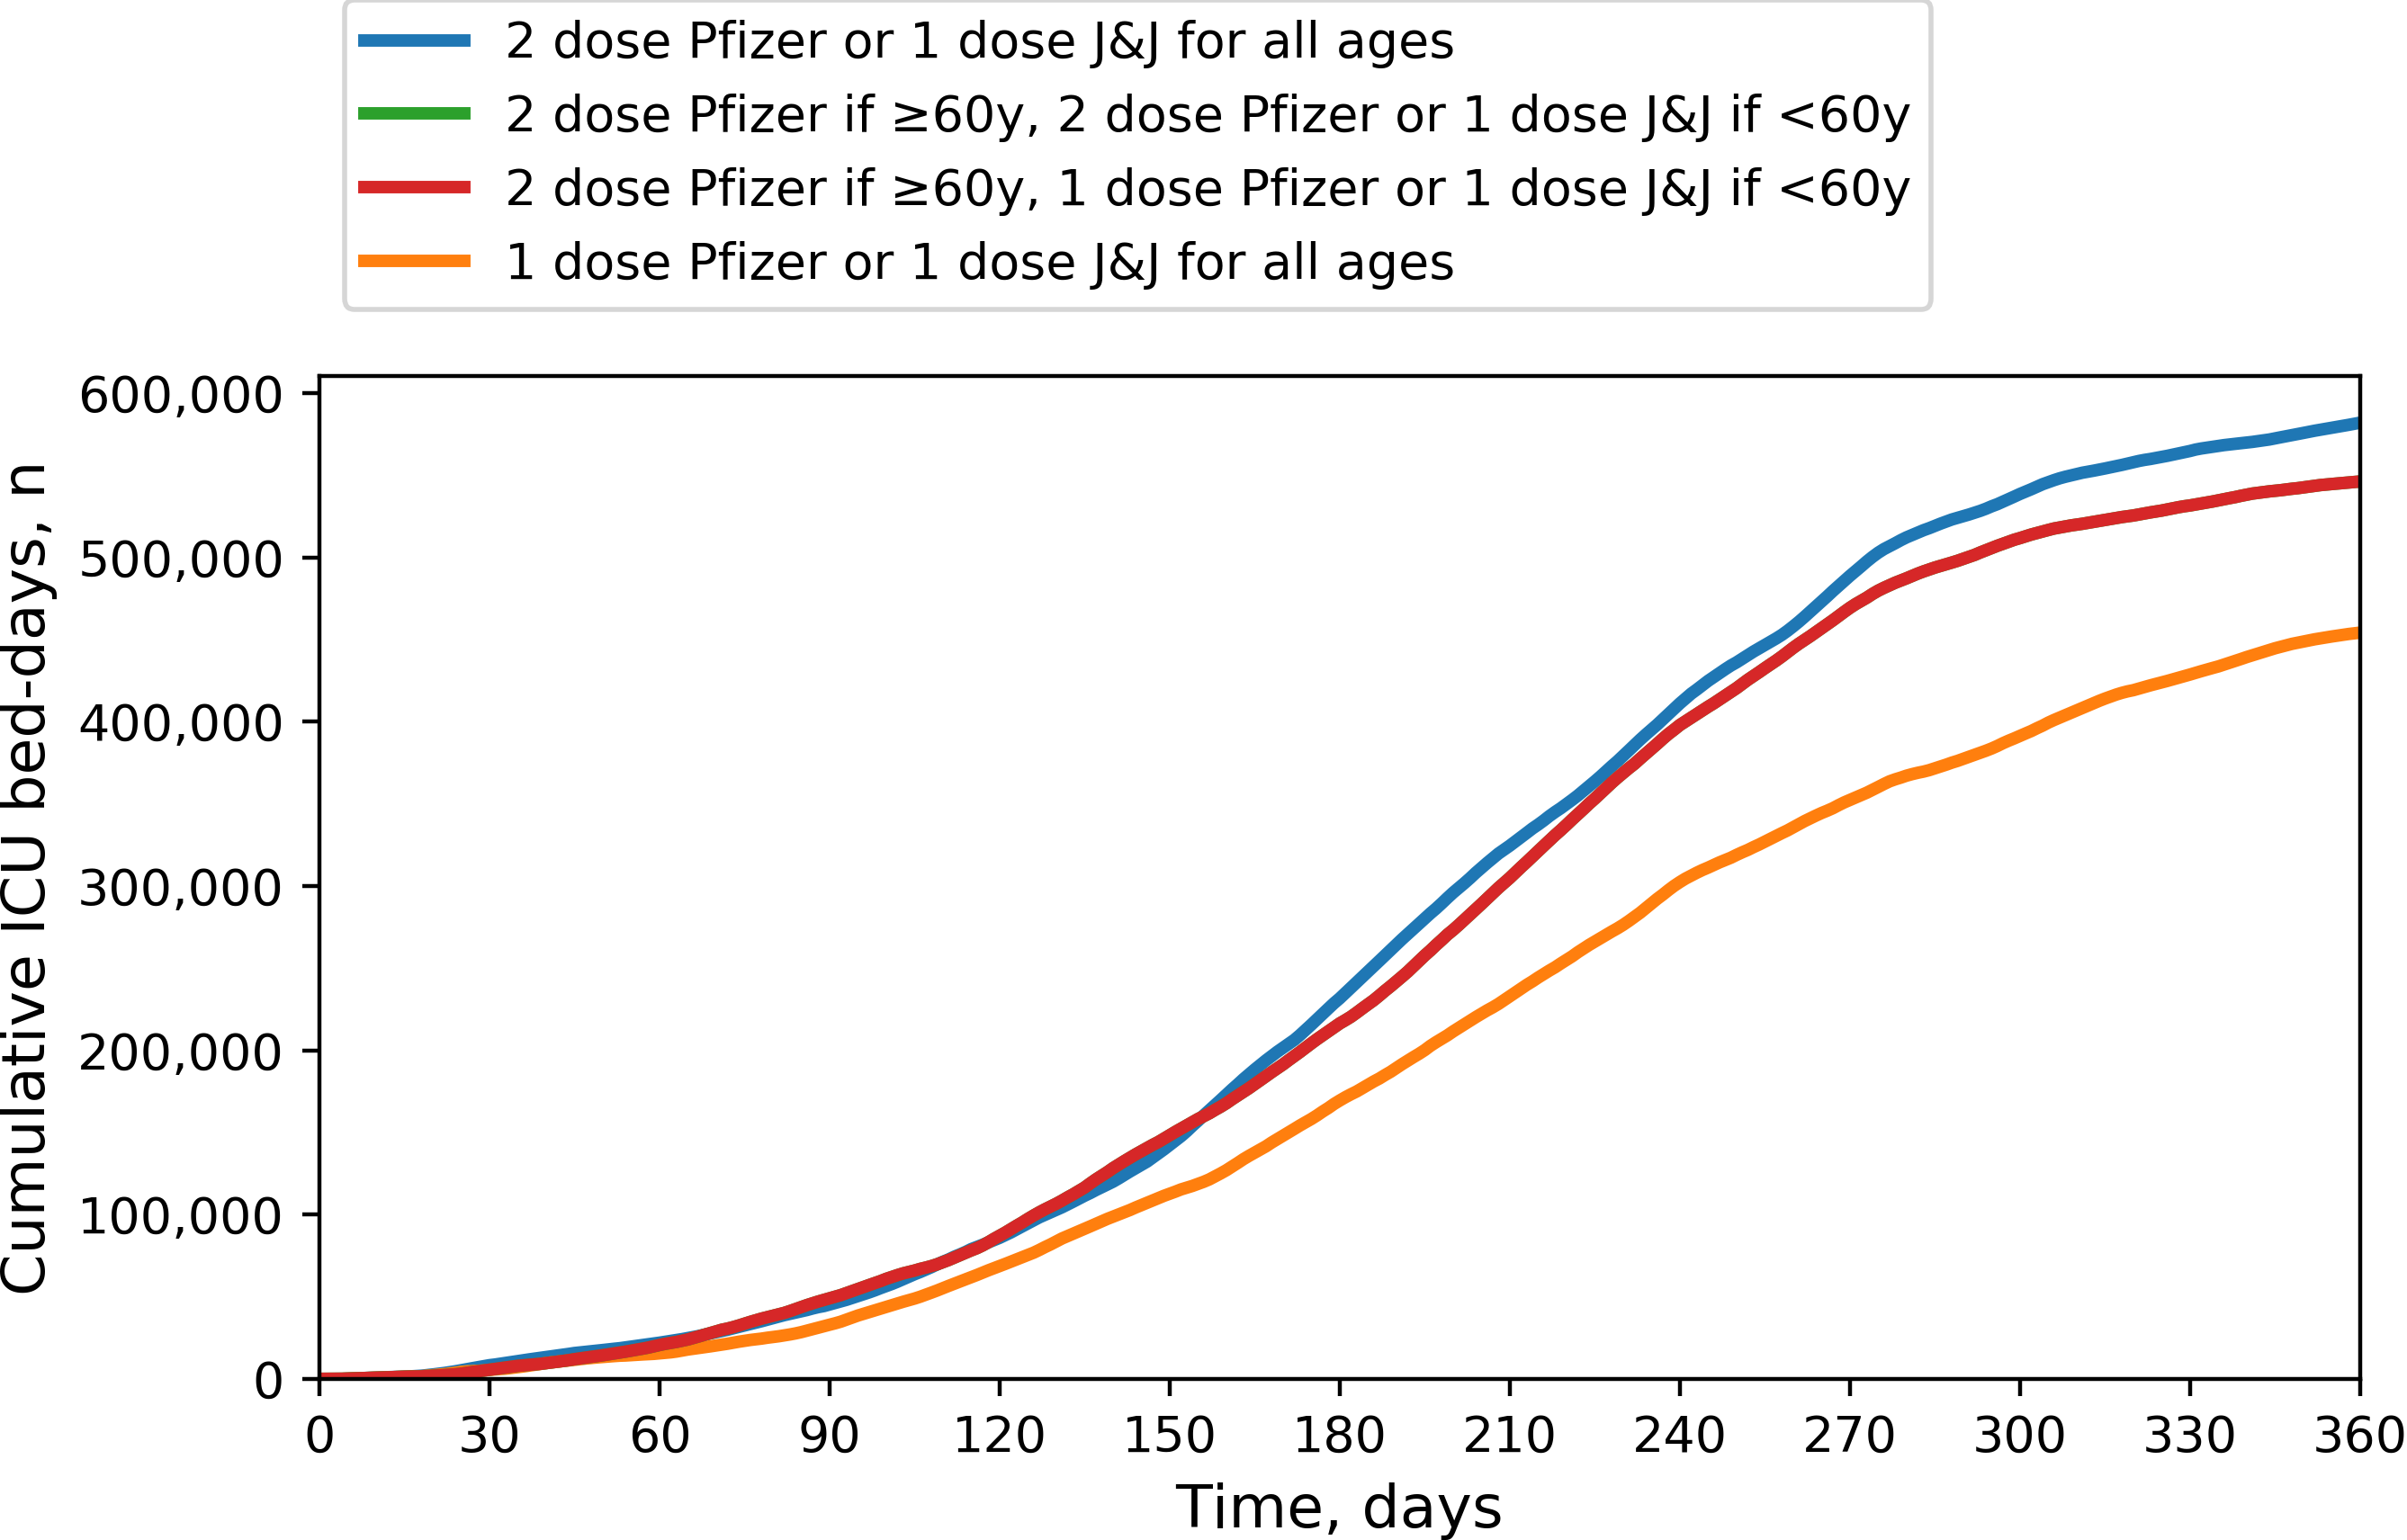 2 dose Pfizer or 1 dose J&J for all ages
2 dose Pfizer if ≥60y, 2 dose Pfizer or 1 dose J&J if <60y
2 dose Pfizer if ≥60y, 1 dose Pfizer or 1 dose J&J if <60y
1 dose Pfizer or 1 dose J&J for all ages
Cumulative ICU bed-days, n
600,000
500,000
400,000
300,000
200,000
100,000
0
0 30 60 90 120 150 180 210 240 270 300 330 360
Time, days